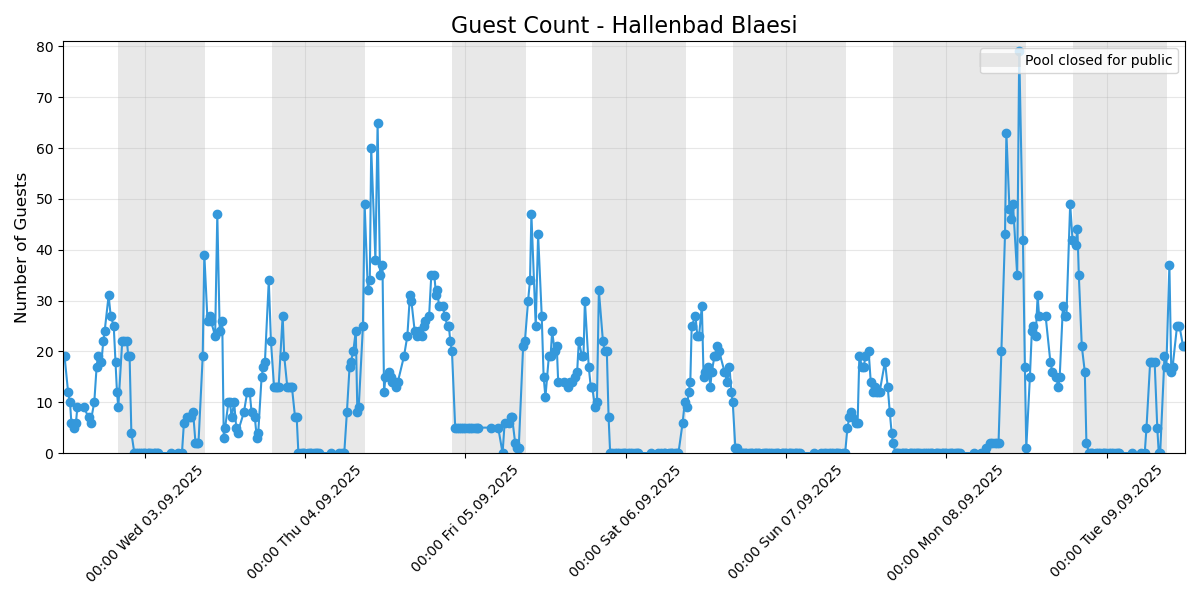 Guest Count - Hallenbad Blaesi
Pool closed for public
Number of Guests
80
70
60
50
40
30
20
10
0
00:00 Wed 03.09.2025
00:00 Thu 04.09.2025
00:00 Fri 05.09.2025
00:00 Sat 06.09.2025
00:00 Sun 07.09.2025
00:00 Mon 08.09.2025
00:00 Tue 09.09.2025